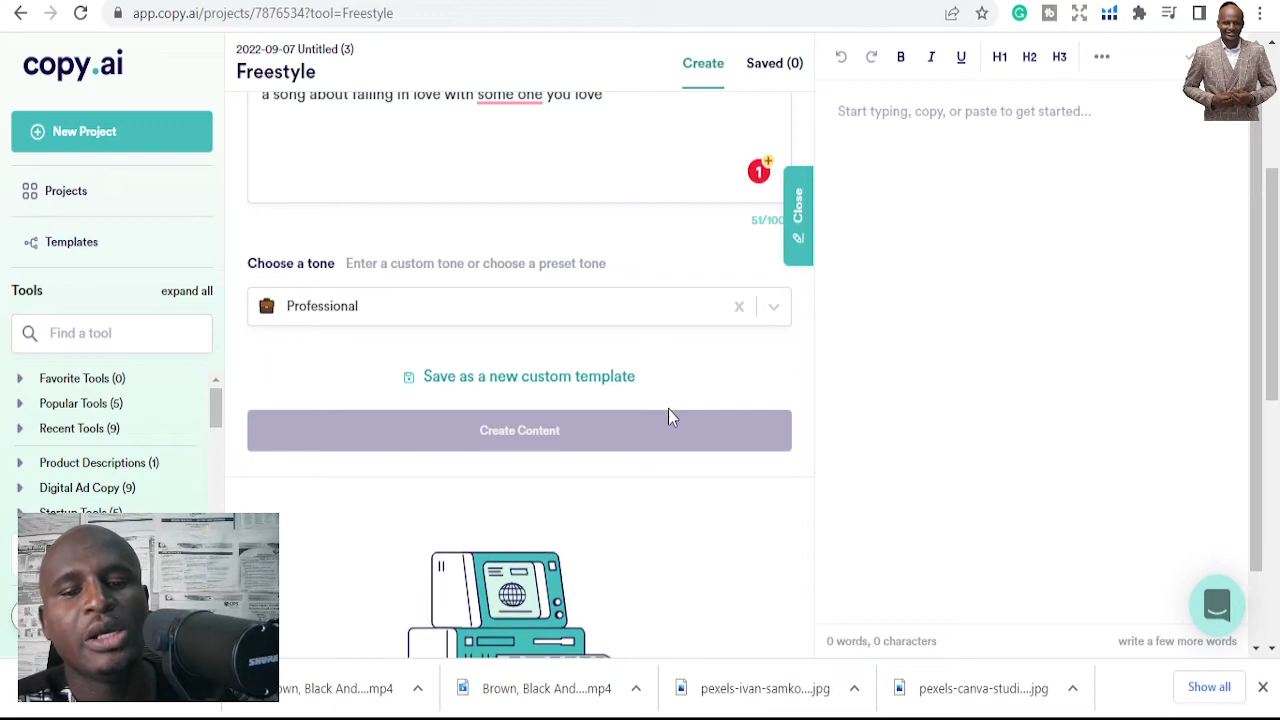 app.copy.ai/projects/7876534?tool=Freestyle
copy.ai
New Project
Projects
Templates
Tools
expand all
Find a tool
Favorite Tools (0)
Popular Tools (5)
Recent Tools (9)
Product Descriptions (1)
Digital Ad Copy (9)
2022-09-07 Untitled (3)
Freestyle
Create
Saved (0)
a song about falling in love with some one you love
1
51/100
Close
Choose a tone
Enter a custom tone or choose a preset tone
Professional
Save as a new custom template
Create Content
B I U H1 H2 H3
Start typing, copy, or paste to get started...
0 words, 0 characters
write a few more words
SHURE
own, Black And....mp4
Brown, Black And....mp4
pexels-ivan-samko....jpg
pexels-canva-studi....jpg
Show all